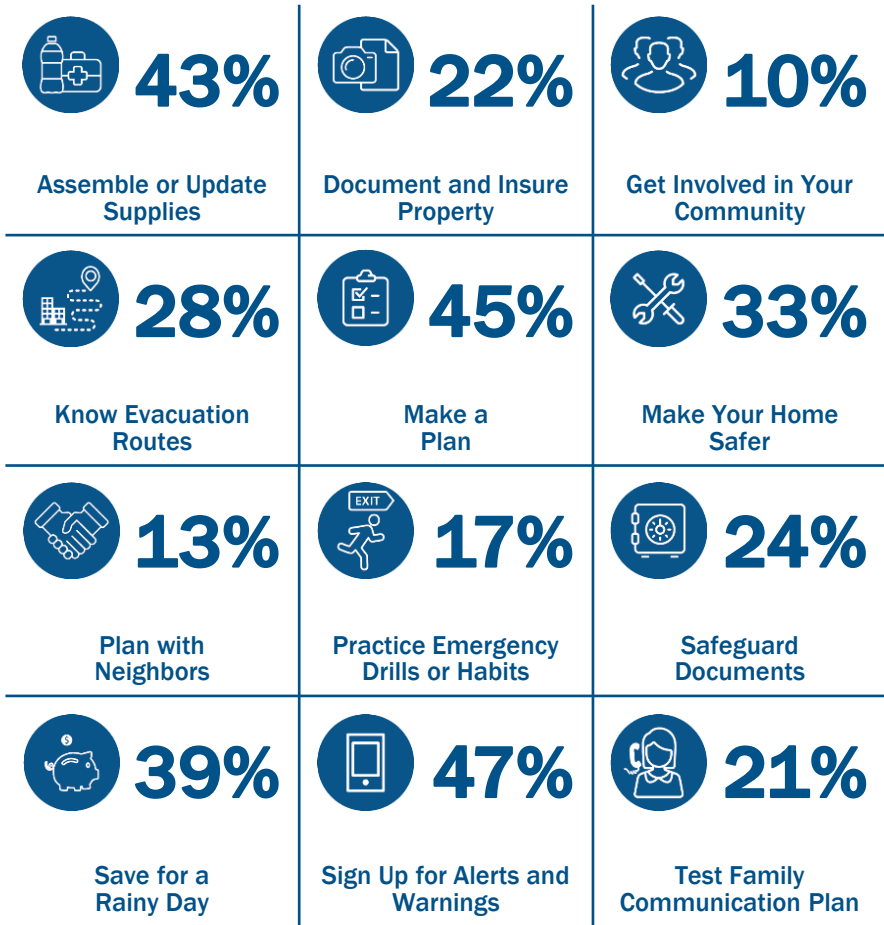 43%
Assemble or Update
Supplies
22%
Document and Insure
Property
10%
Get Involved in Your
Community
28%
Know Evacuation
Routes
45%
Make a
Plan
33%
Make Your Home
Safer
13%
Plan with
Neighbors
EXIT
17%
Practice Emergency
Drills or Habits
24%
Safeguard
Documents
$
39%
Save for a
Rainy Day
47%
Sign Up for Alerts and
Warnings
21%
Test Family
Communication Plan